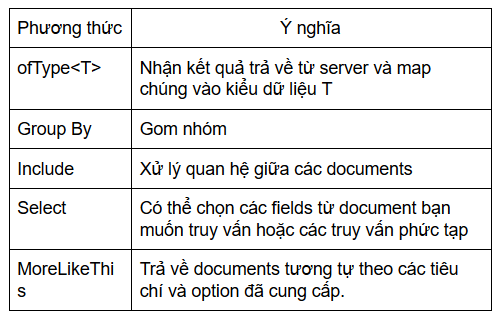 Phương thức Ý nghĩa
ofType<T> Nhận kết quả trả về từ server và map
chúng vào kiểu dữ liệu T
Group By Gom nhóm
Include Xử lý quan hệ giữa các documents
Select Có thể chọn các fields từ document bạn
muốn truy vấn hoặc các truy vấn phức tạp
MoreLikeThi Trả về documents tương tự theo các tiêu
s chí và option đã cung cấp.